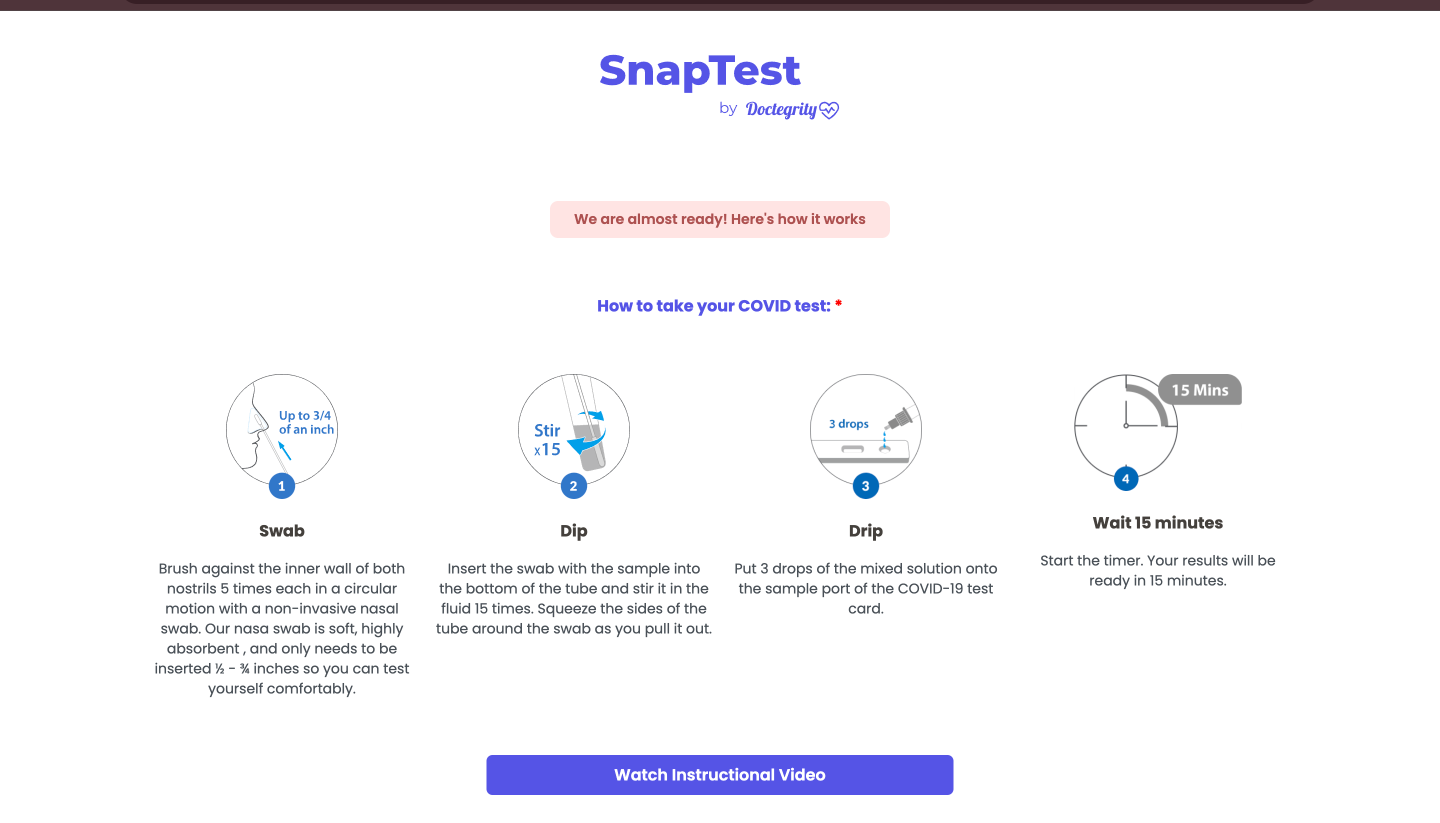 SnapTest
by Doctegrity
We are almost ready! Here's how it works
How to take your COVID test: *
Up to 3/4
of an inch
1
Swab
Brush against the inner wall of both
nostrils 5 times each in a circular
motion with a non-invasive nasal
swab. Our nasa swab is soft, highly
absorbent , and only needs to be
inserted ½ - ¾ inches so you can test
yourself comfortably.
Stir
x15
2
Dip
Insert the swab with the sample into
the bottom of the tube and stir it in the
fluid 15 times. Squeeze the sides of the
tube around the swab as you pull it out.
3 drops
3
Drip
Put 3 drops of the mixed solution onto
the sample port of the COVID-19 test
card.
15 Mins
4
Wait 15 minutes
Start the timer. Your results will be
ready in 15 minutes.
Watch Instructional Video